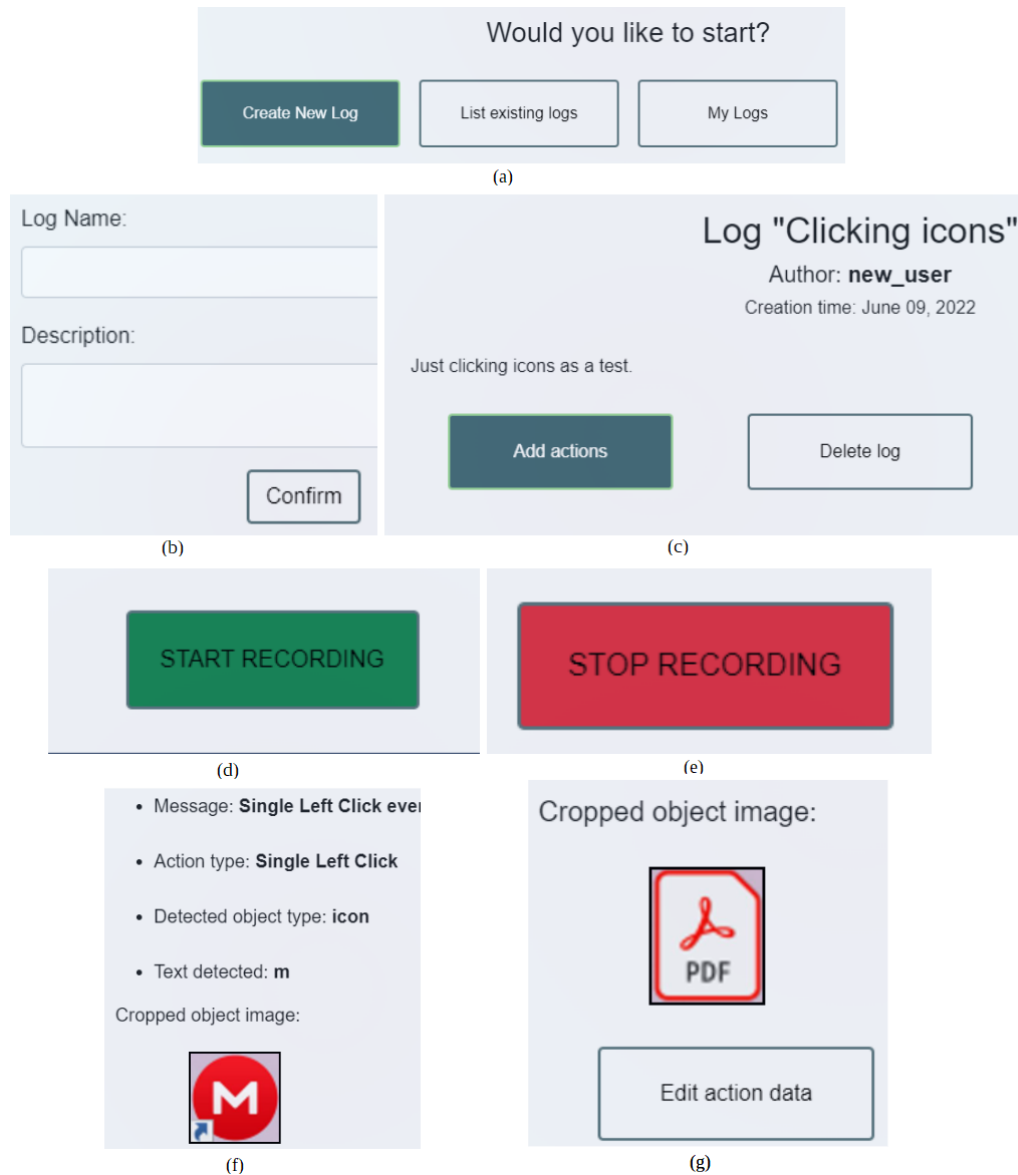 Would you like to start?
Create New Log
List existing logs
My Logs
(a)
Log Name:
Description:
Confirm
(b)
Log "Clicking icons"
Author: new_user
Creation time: June 09, 2022
Just clicking icons as a test.
Add actions
Delete log
(c)
START RECORDING
(d)
STOP RECORDING
(e)
• Message: Single Left Click
• Action type: Single Left Click
• Detected object type: icon
• Text detected: m
Cropped object image:
M
(f)
Cropped object image:
PDF
Edit action data
(g)